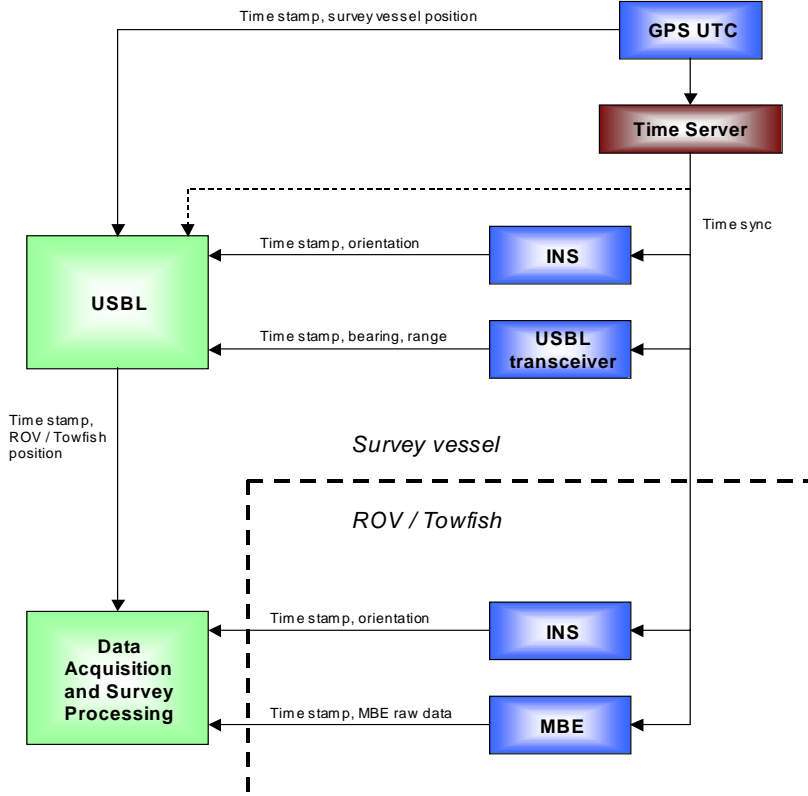 Time stamp, survey vessel position
GPS UTC
Time Server
Time sync
Time stamp, orientation
INS
USBL
Time stamp, bearing, range
USBL
transceiver
Time stamp,
ROV / Towfish
position
Survey vessel
ROV / Towfish
Time stamp, orientation
INS
Data
Acquisition
and Survey
Processing
Time stamp, MBE raw data
MBE